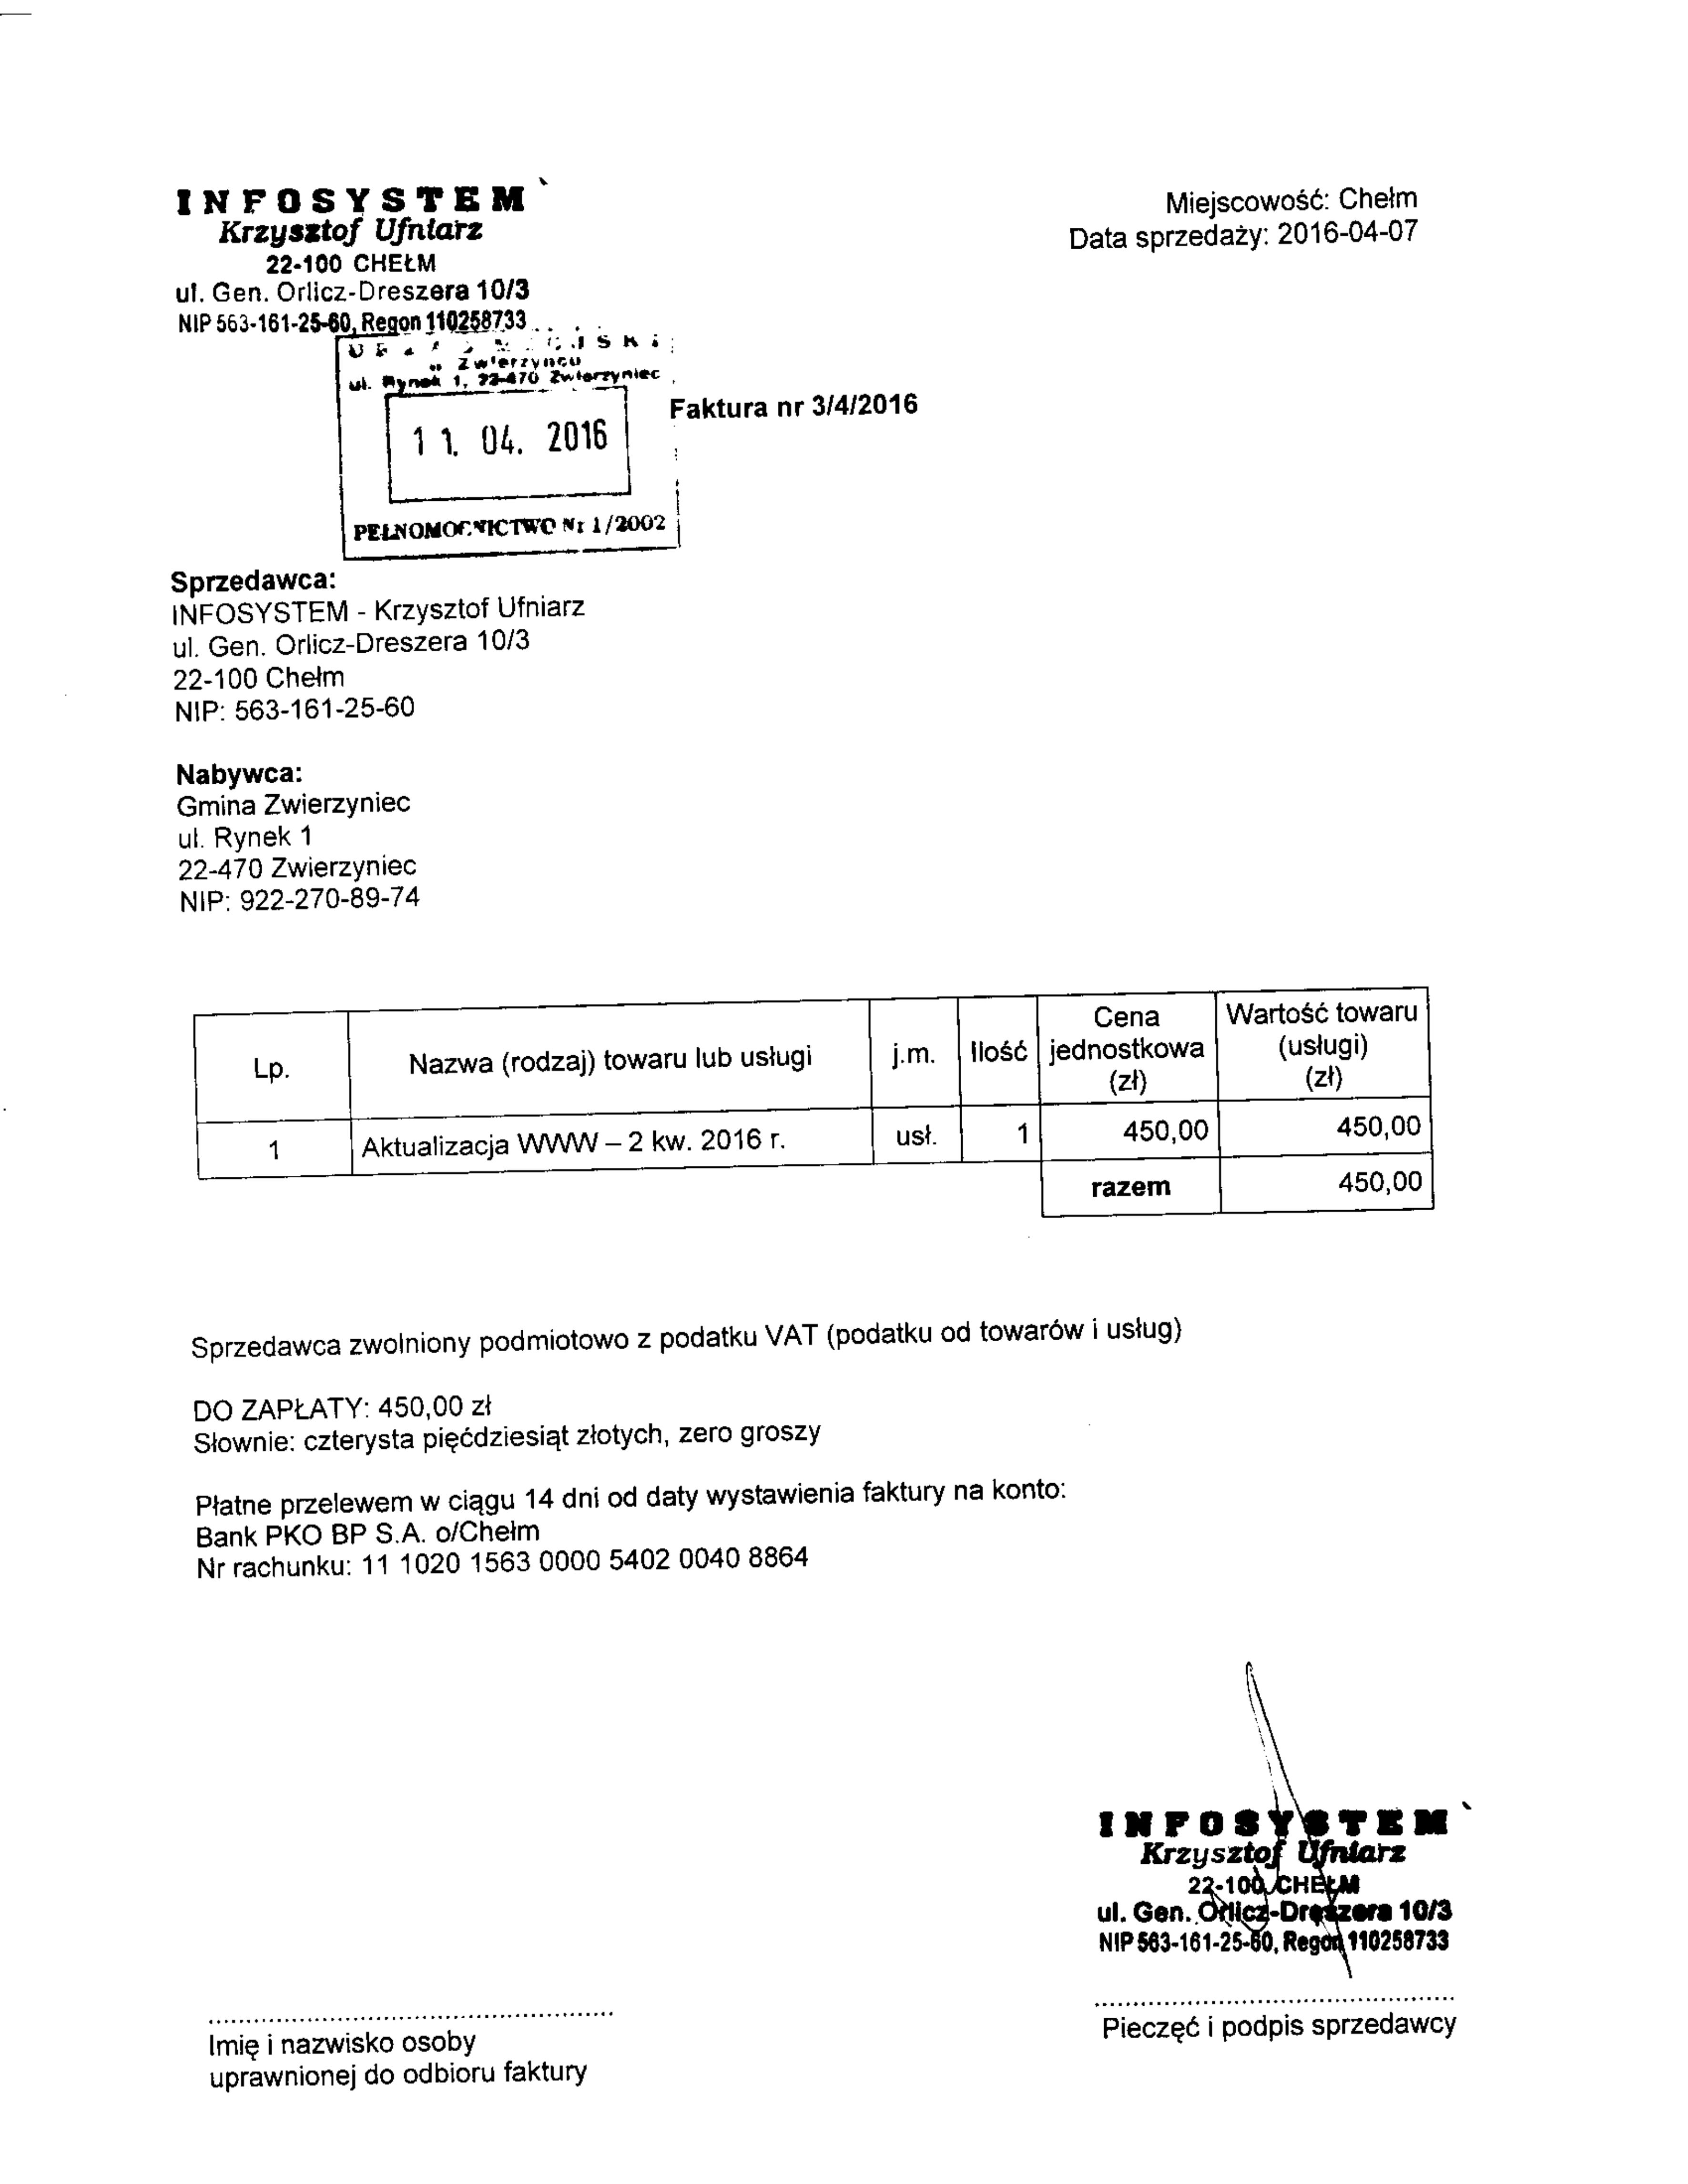 INFOSYSTEM
Krzysztof Ufniarz
22-100 CHEŁM
ul. Gen. Orlicz-Dreszera 10/3
NIP 563-161-25-60, Regon 110258733
Miejscowość: Chełm
Data sprzedaży: 2016-04-07
w Zwierzyńcu
ul. Rynek 1, 22-470 Zwierzyniec
11. 04. 2016
PEŁNOMOCNICTWO Nr 1/2002
Faktura nr 3/4/2016
Sprzedawca:
INFOSYSTEM - Krzysztof Ufniarz
ul. Gen. Orlicz-Dreszera 10/3
22-100 Chełm
NIP: 563-161-25-60
Nabywca:
Gmina Zwierzyniec
ul. Rynek 1
22-470 Zwierzyniec
NIP: 922-270-89-74
Lp. Nazwa (rodzaj) towaru lub usługi j.m. Ilość Cena jednostkowa (zł) Wartość towaru (usługi) (zł)
1 Aktualizacja WWW – 2 kw. 2016 r. usł. 1 450,00 450,00
razem 450,00
Sprzedawca zwolniony podmiotowo z podatku VAT (podatku od towarów i usług)
DO ZAPŁATY: 450,00 zł
Słownie: czterysta pięćdziesiąt złotych, zero groszy
Płatne przelewem w ciągu 14 dni od daty wystawienia faktury na konto:
Bank PKO BP S.A. o/Chełm
Nr rachunku: 11 1020 1563 0000 5402 0040 8864
INFOSYSTEM
Krzysztof Ufniarz
22-100 CHEŁM
ul. Gen. Orlicz-Dreszera 10/3
NIP 563-161-25-60, Regon 110258733
Pieczęć i podpis sprzedawcy
Imię i nazwisko osoby
uprawnionej do odbioru faktury